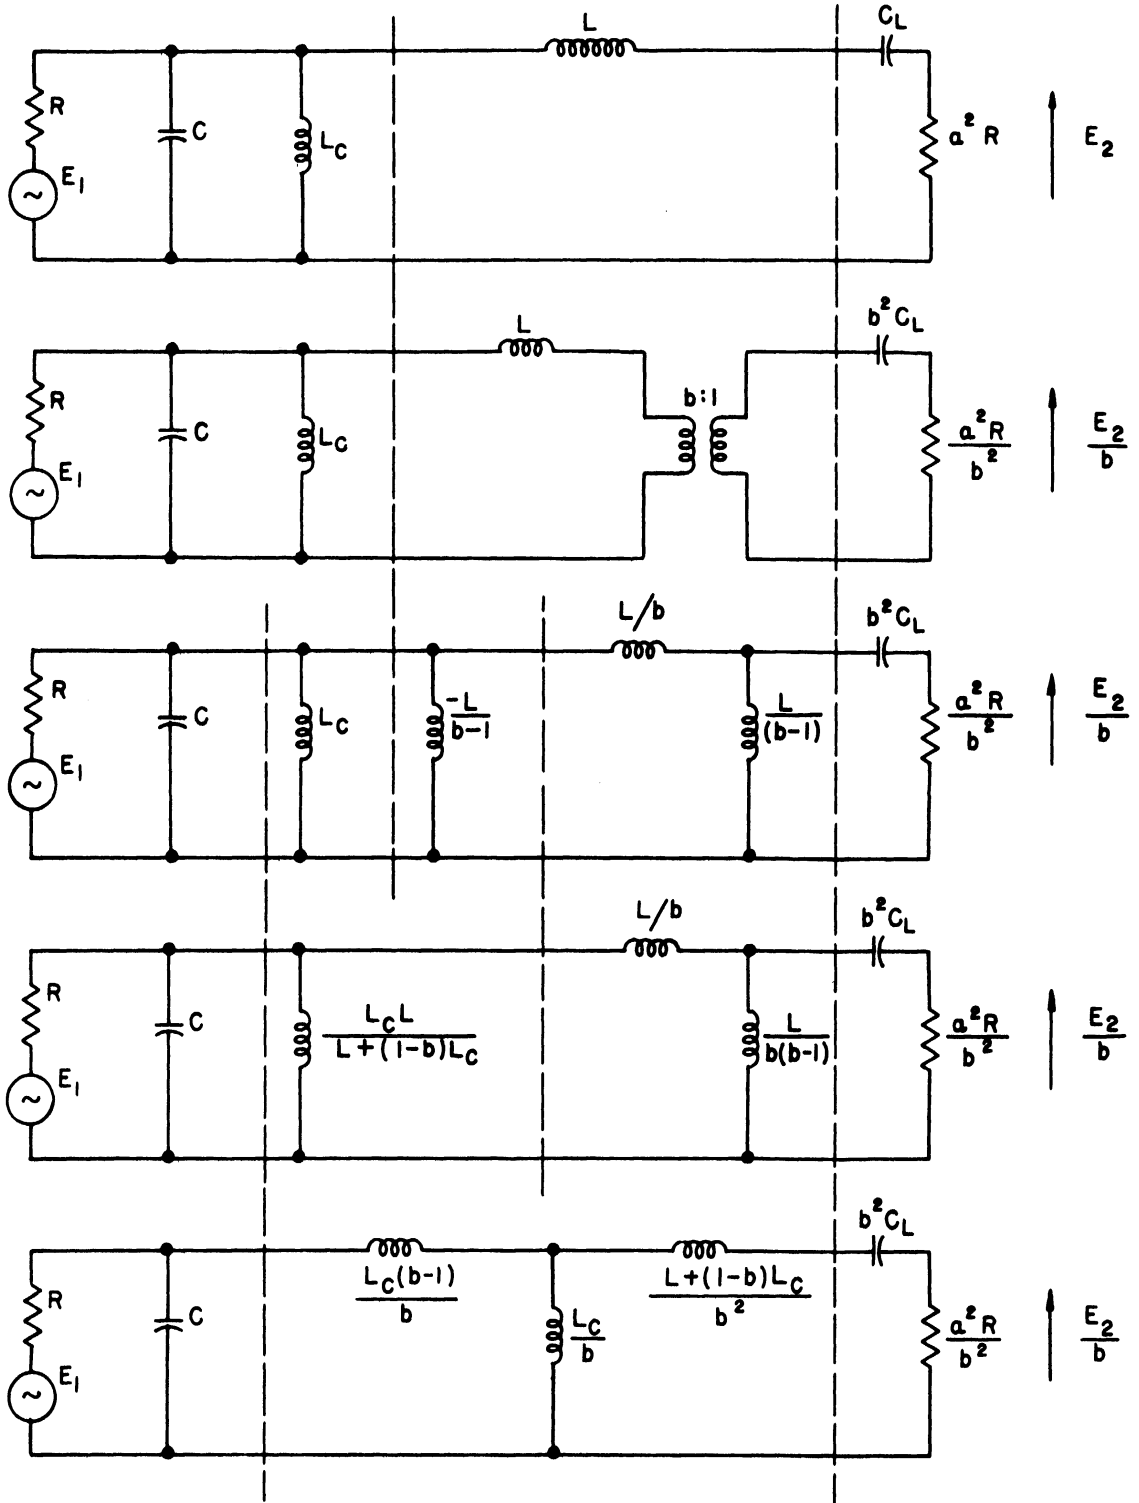 L
C_L
R
C
L_C
a²R
E₂
E₁
L
b²C_L
R
b:1
C
L_C
a²R/b²
E₂/b
E₁
L/b
b²C_L
R
C
L_C
-L/b-1
L/(b-1)
a²R/b²
E₂/b
E₁
L/b
b²C_L
R
C
L_C L/L+(1-b)L_C
L/b(b-1)
a²R/b²
E₂/b
E₁
b²C_L
L_C(b-1)/b
L+(1-b)L_C/b²
R
C
L_C/b
a²R/b²
E₂/b
E₁